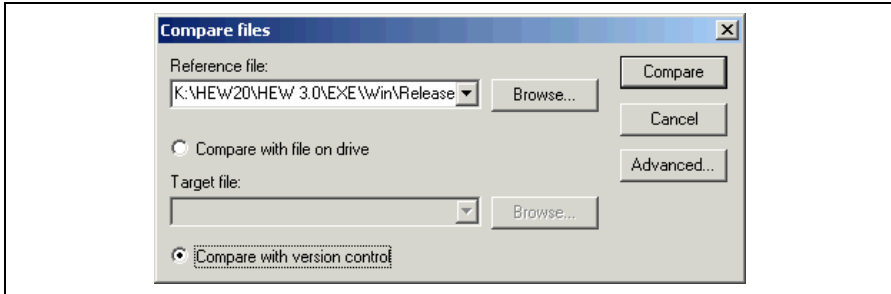 Compare files
Reference file:
K:\HEW20\HEW 3.0\EXE\Win\Release
Browse...
Compare
Cancel
Compare with file on drive
Advanced...
Target file:
Browse...
Compare with version control